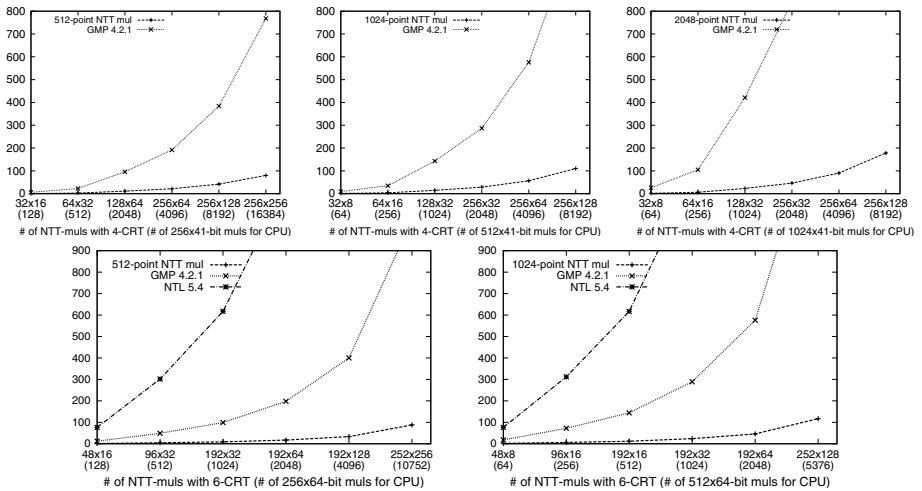 800
700
600
500
400
300
200
100
0
512-point NTT mul
GMP 4.2.1
32x16 64x32 128x64 256x64 256x128 256x256
(128) (512) (2048) (4096) (8192) (16384)
# of NTT-muls with 4-CRT (# of 256x41-bit muls for CPU)
800
700
600
500
400
300
200
100
0
1024-point NTT mul
GMP 4.2.1
32x8 64x16 128x32 256x32 256x64 256x128
(64) (256) (1024) (2048) (4096) (8192)
# of NTT-muls with 4-CRT (# of 512x41-bit muls for CPU)
800
700
600
500
400
300
200
100
0
2048-point NTT mul
GMP 4.2.1
32x8 64x16 128x32 256x32 256x64 256x128
(64) (256) (1024) (2048) (4096) (8192)
# of NTT-muls with 4-CRT (# of 1024x41-bit muls for CPU)
900
800
700
600
500
400
300
200
100
0
512-point NTT mul
GMP 4.2.1
NTL 5.4
48x16 96x32 192x32 192x64 192x128 252x256
(128) (512) (1024) (2048) (4096) (10752)
# of NTT-muls with 6-CRT (# of 256x64-bit muls for CPU)
900
800
700
600
500
400
300
200
100
0
1024-point NTT mul
GMP 4.2.1
NTL 5.4
48x8 96x16 192x16 192x32 192x64 252x128
(64) (256) (512) (1024) (2048) (5376)
# of NTT-muls with 6-CRT (# of 512x64-bit muls for CPU)